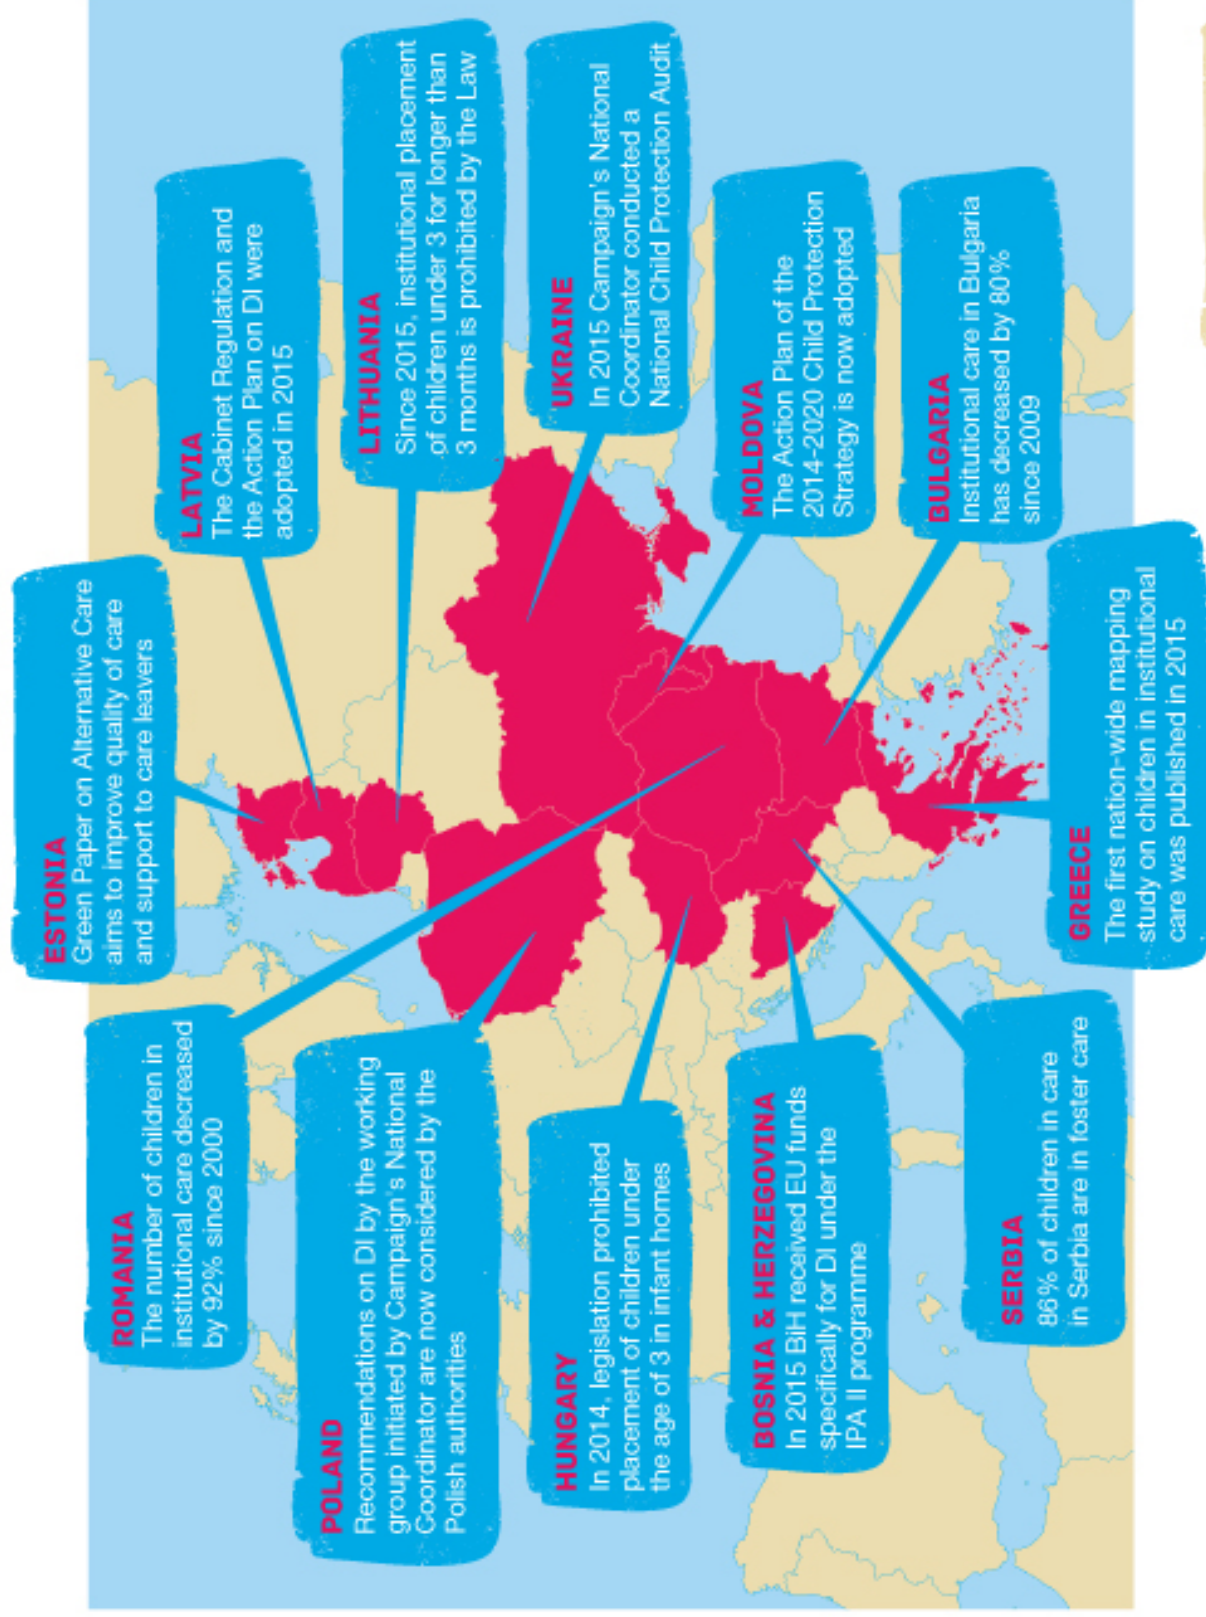 ESTONIA
Green Paper on Alternative Care
aims to improve quality of care
and support to care leavers
ROMANIA
The number of children in
institutional care decreased
by 92% since 2000
LATVIA
The Cabinet Regulation and
the Action Plan on DI were
adopted in 2015
POLAND
Recommendations on DI by the working
group initiated by Campaign's National
Coordinator are now considered by the
Polish authorities
LITHUANIA
Since 2015, institutional placement
of children under 3 for longer than
3 months is prohibited by the Law
HUNGARY
In 2014, legislation prohibited
placement of children under
the age of 3 in infant homes
UKRAINE
In 2015 Campaign's National
Coordinator conducted a
National Child Protection Audit
BOSNIA & HERZEGOVINA
In 2015 BiH received EU funds
specifically for DI under the
IPA II programme
MOLDOVA
The Action Plan of the
2014-2020 Child Protection
Strategy is now adopted
SERBIA
86% of children in care
in Serbia are in foster care
BULGARIA
Institutional care in Bulgaria
has decreased by 80%
since 2009
GREECE
The first nation-wide mapping
study on children in institutional
care was published in 2015